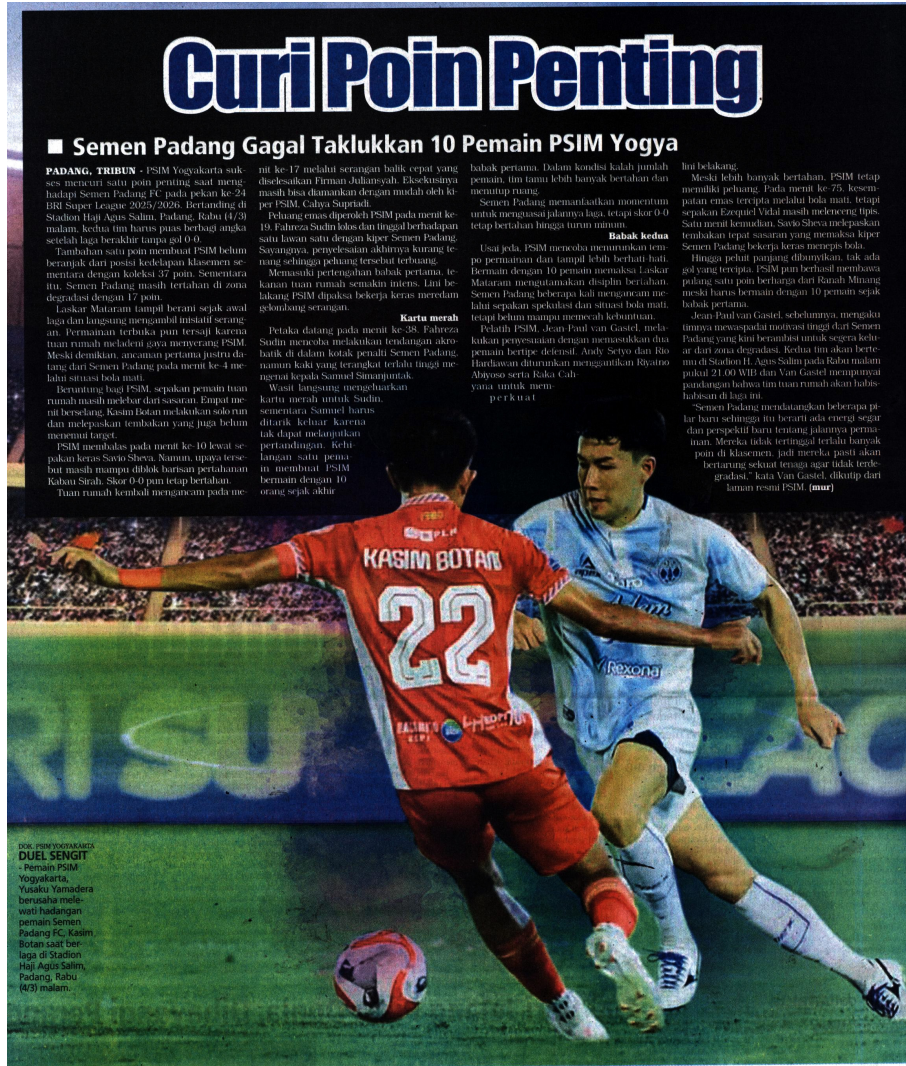 Curi Poin Penting
■ Semen Padang Gagal Taklukkan 10 Pemain PSIM Yogya
PADANG, TRIBUN - PSIM Yogyakarta suk-
ses mencuri satu poin penting saat meng-
hadapi Semen Padang FC pada pekan ke-24
BRI Super League 2025/2026. Bertanding di
Stadion Haji Agus Salim, Padang, Rabu (4/3)
malam, kedua tim harus puas berbagi angka
setelah laga berakhir tanpa gol 0-0.
Tambahan satu poin membuat PSIM belum
beranjak dari posisi kedelapan klasemen se-
mentara dengan koleksi 37 poin. Sementara
itu, Semen Padang masih tertahan di zona
degradasi dengan 17 poin.
Laskar Mataram tampil berani sejak awal
laga dan langsung mengambil inisiatif serang-
an. Permainan terbuka pun tersaji karena
tuan rumah meladeni gaya menyerang PSIM.
Meski demikian, ancaman pertama justru da-
tang dari Semen Padang pada menit ke-4 me-
lalui situasi bola mati.
Beruntung bagi PSIM, sepakan pemain tuan
rumah masih melebar dari sasaran. Empat me-
nit berselang, Kasim Botan melakukan solo run
dan melepaskan tembakan yang juga belum
menemui target.
PSIM membalas pada menit ke-10 lewat se-
pakan keras Savio Sheva. Namun, upaya terse-
but masih mampu diblok barisan pertahanan
Kabau Sirah. Skor 0-0 pun tetap bertahan.
Tuan rumah kembali mengancam pada me-
nit ke-17 melalui serangan balik cepat yang
diselesaikan Firman Juliansyah. Eksekusinya
masih bisa diamankan dengan mudah oleh ki-
per PSIM, Cahya Supriadi.
Peluang emas diperoleh PSIM pada menit ke-
19. Fahreza Sudin lolos dan tinggal berhadapan
satu lawan satu dengan kiper Semen Padang.
Sayangnya, penyelesaian akhirnya kurang te-
nang sehingga peluang tersebut terbuang.
Memasuki pertengahan babak pertama, te-
kanan tuan rumah semakin intens. Lini be-
lakang PSIM dipaksa bekerja keras meredam
gelombang serangan.
Kartu merah
Petaka datang pada menit ke-38. Fahreza
Sudin mencoba melakukan tendangan akro-
batik di dalam kotak penalti Semen Padang,
namun kaki yang terangkat terlalu tinggi me-
ngenai kepala Samuel Simanjuntak.
Wasit langsung mengeluarkan
kartu merah untuk Sudin,
sementara Samuel harus
ditarik keluar karena
tak dapat melanjutkan
pertandingan. Kehi-
langan satu pema-
in membuat PSIM
bermain dengan 10
orang sejak akhir
babak pertama. Dalam kondisi kalah jumlah
pemain, tim tamu lebih banyak bertahan dan
menutup ruang.
Semen Padang memanfaatkan momentum
untuk menguasai jalannya laga, tetapi skor 0-0
tetap bertahan hingga turun minum.
Babak kedua
Usai jeda, PSIM mencoba menurunkan tem-
po permainan dan tampil lebih berhati-hati.
Bermain dengan 10 pemain memaksa Laskar
Mataram mengutamakan disiplin bertahan.
Semen Padang beberapa kali mengancam me-
lalui sepakan spekulasi dan situasi bola mati,
tetapi belum mampu memecah kebuntuan.
Pelatih PSIM, Jean-Paul van Gastel, mela-
kukan penyesuaian dengan memasukkan dua
pemain bertipe defensif. Andy Setyo dan Rio
Hardiawan diturunkan menggantikan Riyatno
Abiyoso serta Raka Cah-
yana untuk mem-
perkuat
lini belakang.
Meski lebih banyak bertahan, PSIM tetap
memiliki peluang. Pada menit ke-75, kesem-
patan emas tercipta melalui bola mati, tetapi
sepakan Ezequiel Vidal masih melenceng tipis.
Satu menit kemudian, Savio Sheva melepaskan
tembakan tepat sasaran yang memaksa kiper
Semen Padang bekerja keras menepis bola.
Hingga peluit panjang dibunyikan, tak ada
gol yang tercipta. PSIM pun berhasil membawa
pulang satu poin berharga dari Ranah Minang
meski harus bermain dengan 10 pemain sejak
babak pertama.
Jean-Paul van Gastel, sebelumnya, mengaku
timnya mewaspadai motivasi tinggi dari Semen
Padang yang kini berambisi untuk segera kelu-
ar dari zona degradasi. Kedua tim akan berte-
mu di Stadion H. Agus Salim pada Rabu malam
pukul 21.00 WIB dan Van Gastel mempunyai
pandangan bahwa tim tuan rumah akan habis-
habisan di laga ini.
"Semen Padang mendatangkan beberapa pi-
lar baru sehingga itu berarti ada energi segar
dan perspektif baru tentang jalannya perma-
inan. Mereka tidak tertinggal terlalu banyak
poin di klasemen, jadi mereka pasti akan
bertarung sekuat tenaga agar tidak terde-
gradasi," kata Van Gastel, dikutip dari
laman resmi PSIM. (mur)
1980
PLN
KASIM BOTAN
22
Rexona
DOK. PSIM YOGYAKARTA
DUEL SENGIT
- Pemain PSIM
Yogyakarta,
Yusaku Yamadera
berusaha mele-
wati hadangan
pemain Semen
Padang FC, Kasim
Botan saat ber-
laga di Stadion
Haji Agus Salim,
Padang, Rabu
(4/3) malam.